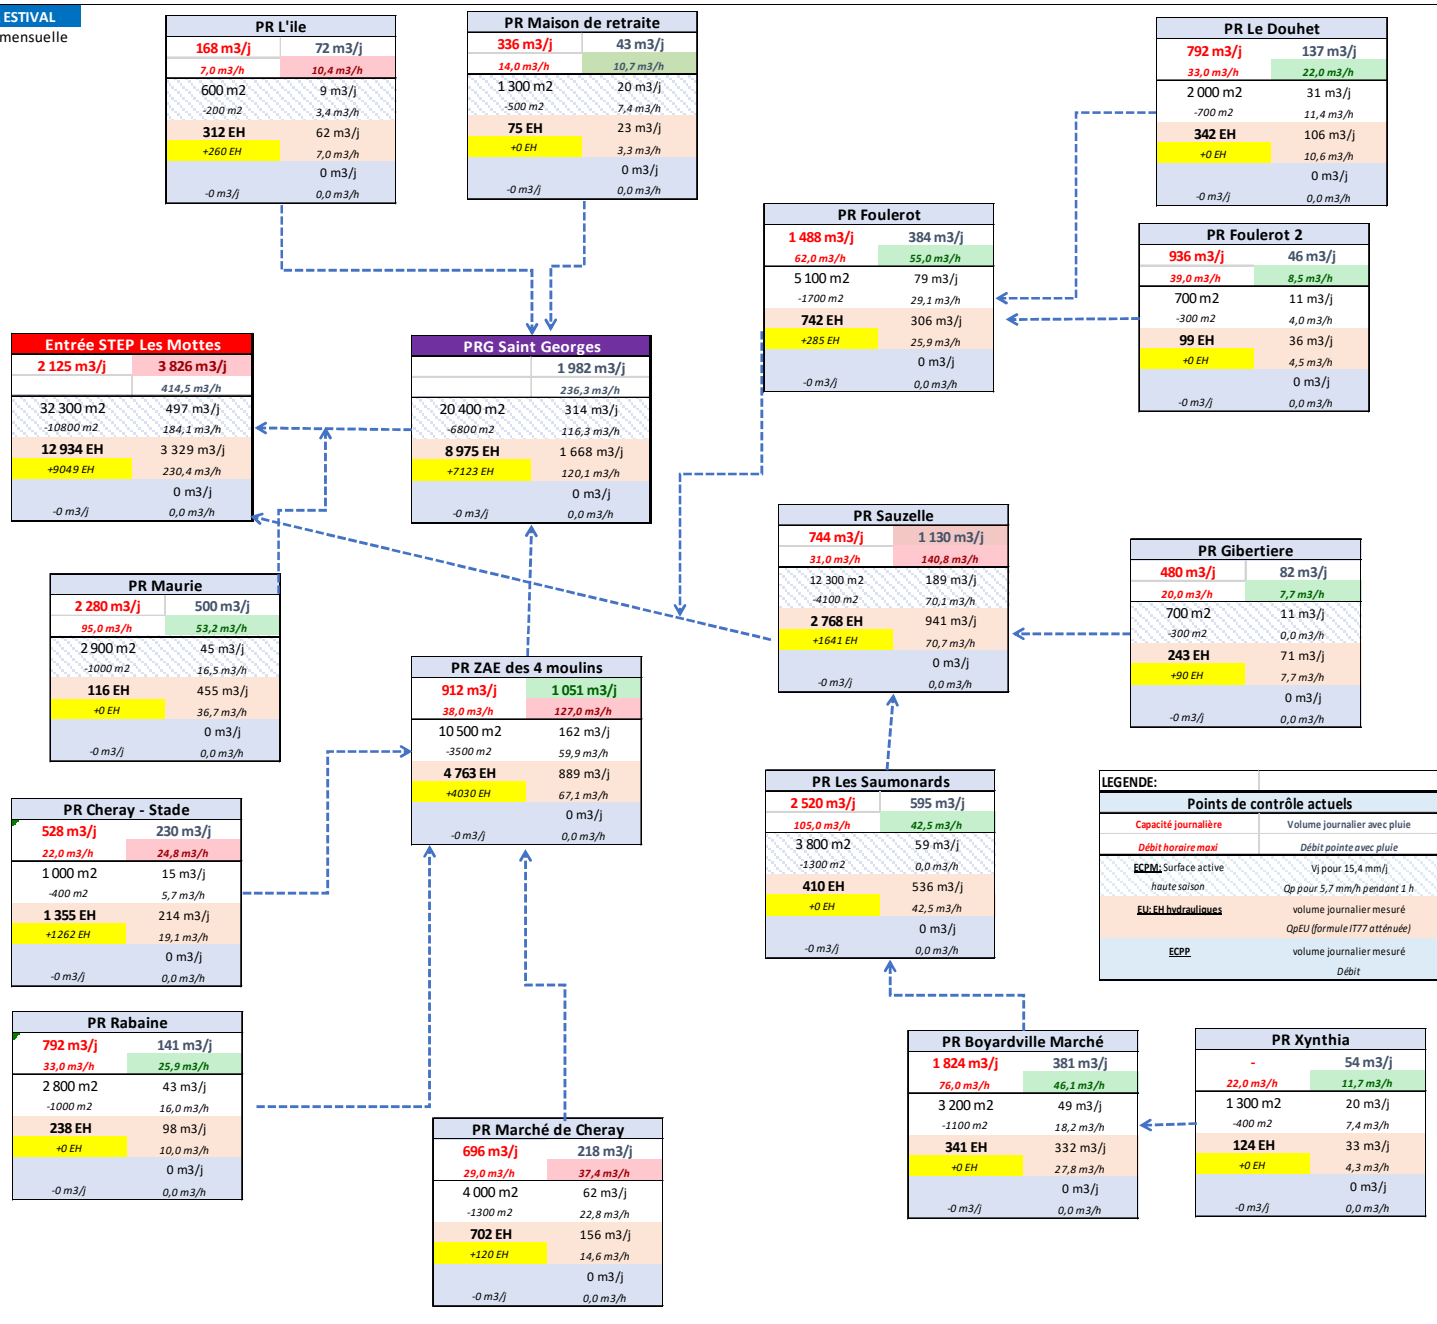 ESTIVAL
mensuelle
PR L'ile
168 m3/j 72 m3/j
7,0 m3/h 10,4 m3/h
600 m2 9 m3/j
-200 m2 3,4 m3/h
312 EH 62 m3/j
+260 EH 7,0 m3/h
0 m3/j
-0 m3/j 0,0 m3/h
PR Maison de retraite
336 m3/j 43 m3/j
14,0 m3/h 10,7 m3/h
1 300 m2 20 m3/j
-500 m2 7,4 m3/h
75 EH 23 m3/j
+0 EH 3,3 m3/h
0 m3/j
-0 m3/j 0,0 m3/h
PR Le Douhet
792 m3/j 137 m3/j
33,0 m3/h 22,0 m3/h
2 000 m2 31 m3/j
-700 m2 11,4 m3/h
342 EH 106 m3/j
+0 EH 10,6 m3/h
0 m3/j
-0 m3/j 0,0 m3/h
PR Foulerot
1 488 m3/j 384 m3/j
62,0 m3/h 55,0 m3/h
5 100 m2 79 m3/j
-1700 m2 29,1 m3/h
742 EH 306 m3/j
+285 EH 25,9 m3/h
0 m3/j
-0 m3/j 0,0 m3/h
PR Foulerot 2
936 m3/j 46 m3/j
39,0 m3/h 8,5 m3/h
700 m2 11 m3/j
-300 m2 4,0 m3/h
99 EH 36 m3/j
+0 EH 4,5 m3/h
0 m3/j
-0 m3/j 0,0 m3/h
Entrée STEP Les Mottes
2 125 m3/j 3 826 m3/j
414,5 m3/h
32 300 m2 497 m3/j
-10800 m2 184,1 m3/h
12 934 EH 3 329 m3/j
+9049 EH 230,4 m3/h
0 m3/j
-0 m3/j 0,0 m3/h
PRG Saint Georges
1 982 m3/j
236,3 m3/h
20 400 m2 314 m3/j
-6800 m2 116,3 m3/h
8 975 EH 1 668 m3/j
+7123 EH 120,1 m3/h
0 m3/j
-0 m3/j 0,0 m3/h
PR Sauzelle
744 m3/j 1 130 m3/j
31,0 m3/h 140,8 m3/h
12 300 m2 189 m3/j
-4100 m2 70,1 m3/h
2 768 EH 941 m3/j
+1641 EH 70,7 m3/h
0 m3/j
-0 m3/j 0,0 m3/h
PR Gibertiere
480 m3/j 82 m3/j
20,0 m3/h 7,7 m3/h
700 m2 11 m3/j
-300 m2 0,0 m3/h
243 EH 71 m3/j
+90 EH 7,7 m3/h
0 m3/j
-0 m3/j 0,0 m3/h
PR Maurie
2 280 m3/j 500 m3/j
95,0 m3/h 53,2 m3/h
2 900 m2 45 m3/j
-1000 m2 16,5 m3/h
116 EH 455 m3/j
+0 EH 36,7 m3/h
0 m3/j
-0 m3/j 0,0 m3/h
PR ZAE des 4 moulins
912 m3/j 1 051 m3/j
38,0 m3/h 127,0 m3/h
10 500 m2 162 m3/j
-3500 m2 59,9 m3/h
4 763 EH 889 m3/j
+4030 EH 67,1 m3/h
0 m3/j
-0 m3/j 0,0 m3/h
PR Cheray - Stade
528 m3/j 230 m3/j
22,0 m3/h 24,8 m3/h
1 000 m2 15 m3/j
-400 m2 5,7 m3/h
1 355 EH 214 m3/j
+1262 EH 19,1 m3/h
0 m3/j
-0 m3/j 0,0 m3/h
PR Les Saumonards
2 520 m3/j 595 m3/j
105,0 m3/h 42,5 m3/h
3 800 m2 59 m3/j
-1300 m2 0,0 m3/h
410 EH 536 m3/j
+0 EH 42,5 m3/h
0 m3/j
-0 m3/j 0,0 m3/h
LEGENDE:
Points de contrôle actuels
Capacité journalière Volume journalier avec pluie
Débit horaire maxi Débit pointe avec pluie
ECPM: Surface active Vj pour 15,4 mm/j
haute saison Qp pour 5,7 mm/h pendant 1 h
EU: EH hydrauliques volume journalier mesuré
QpEU (formule IT77 atténuée)
ECPP volume journalier mesuré
Débit
PR Rabaine
792 m3/j 141 m3/j
33,0 m3/h 25,9 m3/h
2 800 m2 43 m3/j
-1000 m2 16,0 m3/h
238 EH 98 m3/j
+0 EH 10,0 m3/h
0 m3/j
-0 m3/j 0,0 m3/h
PR Marché de Cheray
696 m3/j 218 m3/j
29,0 m3/h 37,4 m3/h
4 000 m2 62 m3/j
-1300 m2 22,8 m3/h
702 EH 156 m3/j
+120 EH 14,6 m3/h
0 m3/j
-0 m3/j 0,0 m3/h
PR Boyardville Marché
1 824 m3/j 381 m3/j
76,0 m3/h 46,1 m3/h
3 200 m2 49 m3/j
-1100 m2 18,2 m3/h
341 EH 332 m3/j
+0 EH 27,8 m3/h
0 m3/j
-0 m3/j 0,0 m3/h
PR Xynthia
- 54 m3/j
22,0 m3/h 11,7 m3/h
1 300 m2 20 m3/j
-400 m2 7,4 m3/h
124 EH 33 m3/j
+0 EH 4,3 m3/h
0 m3/j
-0 m3/j 0,0 m3/h